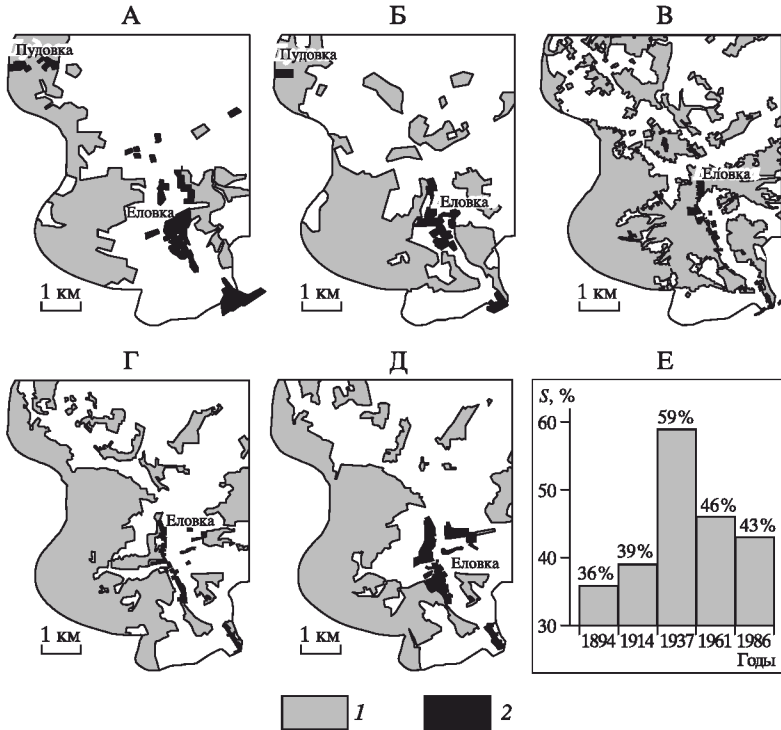 А
Б
В
Пудовка
Пудовка
Еловка
Еловка
Еловка
1 км
1 км
1 км
Г
Д
Е
S, %
60
59%
50
46%
43%
Еловка
40
39%
Еловка
36%
1 км
1 км
30
1894 1914 1937 1961 1986
Годы
1
2